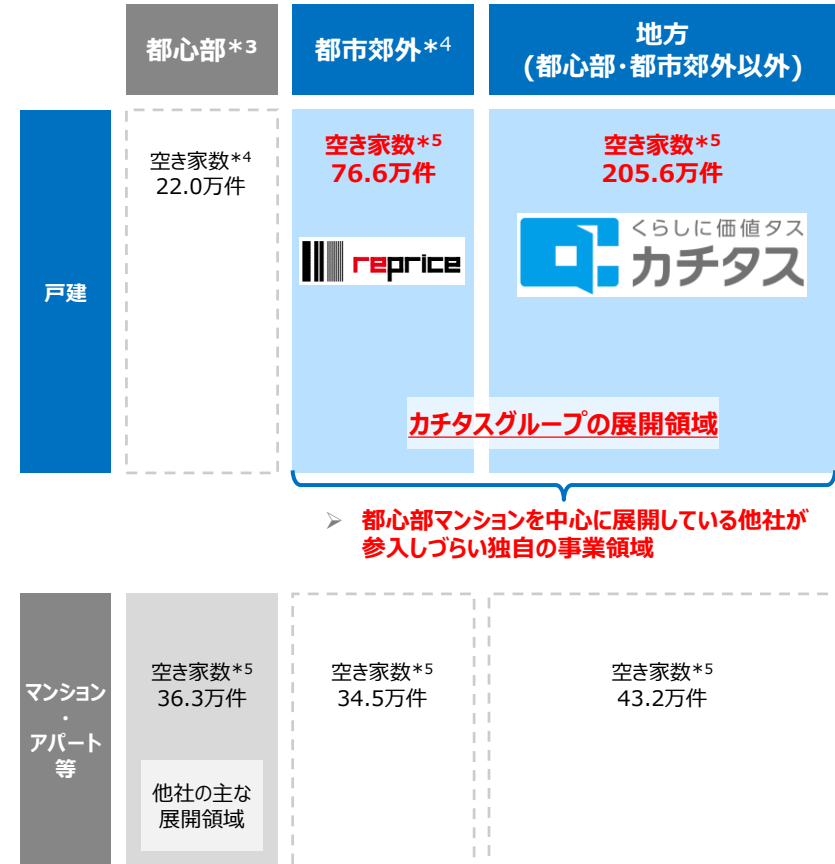 都心部*3
都市郊外*4
地方
(都心部・都市郊外以外)
戸建
空き家数*4
22.0万件
空き家数*5
76.6万件
reprice
空き家数*5
205.6万件
くらしに価値タス
カチタス
カチタスグループの展開領域
➢ 都心部マンションを中心に展開している他社が
参入しづらい独自の事業領域
マンション
・
アパート
等
空き家数*5
36.3万件
他社の主な
展開領域
空き家数*5
34.5万件
空き家数*5
43.2万件